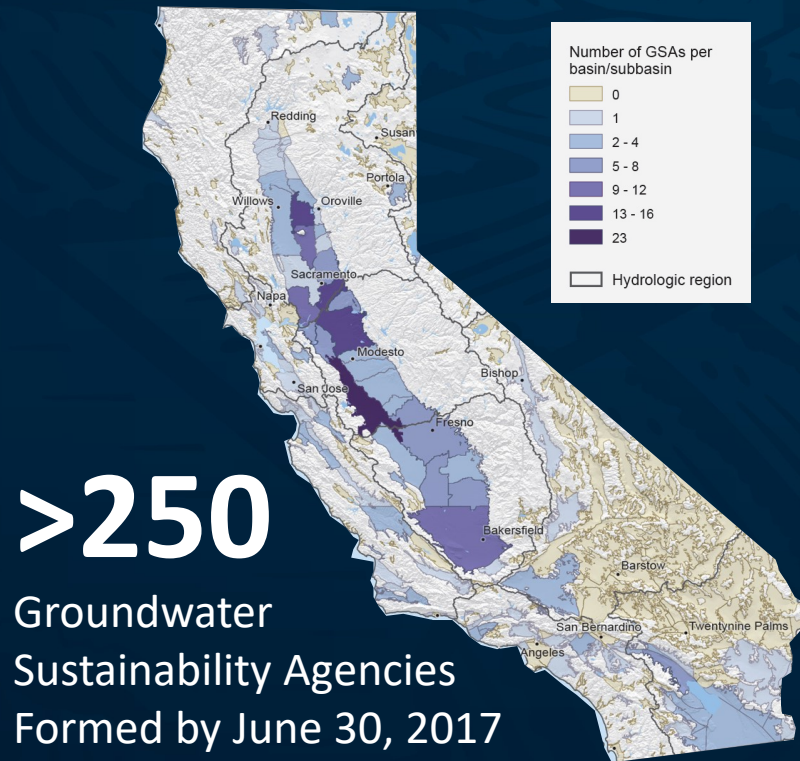 Number of GSAs per
basin/subbasin
0
1
2 - 4
5 - 8
9 - 12
13 - 16
23
Hydrologic region
Redding
Susan
Portola
Willows
Oroville
Sacramento
Napa
Modesto
Bishop
San Jose
Fresno
Bakersfield
Barstow
San Bernardino
Twentynine Palms
Angeles
>250
Groundwater
Sustainability Agencies
Formed by June 30, 2017